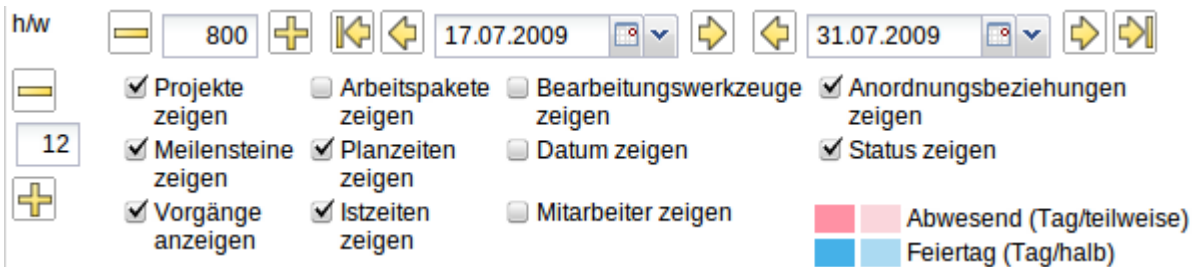 h/w 800 17.07.2009 31.07.2009
Projekte Arbeitspakete Bearbeitungswerkzeuge Anordnungsbeziehungen
zeigen zeigen zeigen zeigen
12 Meilensteine Planzeiten Datum zeigen Status zeigen
zeigen zeigen
Vorgänge Istzeiten Mitarbeiter zeigen Abwesend (Tag/teilweise)
anzeigen zeigen Feiertag (Tag/halb)